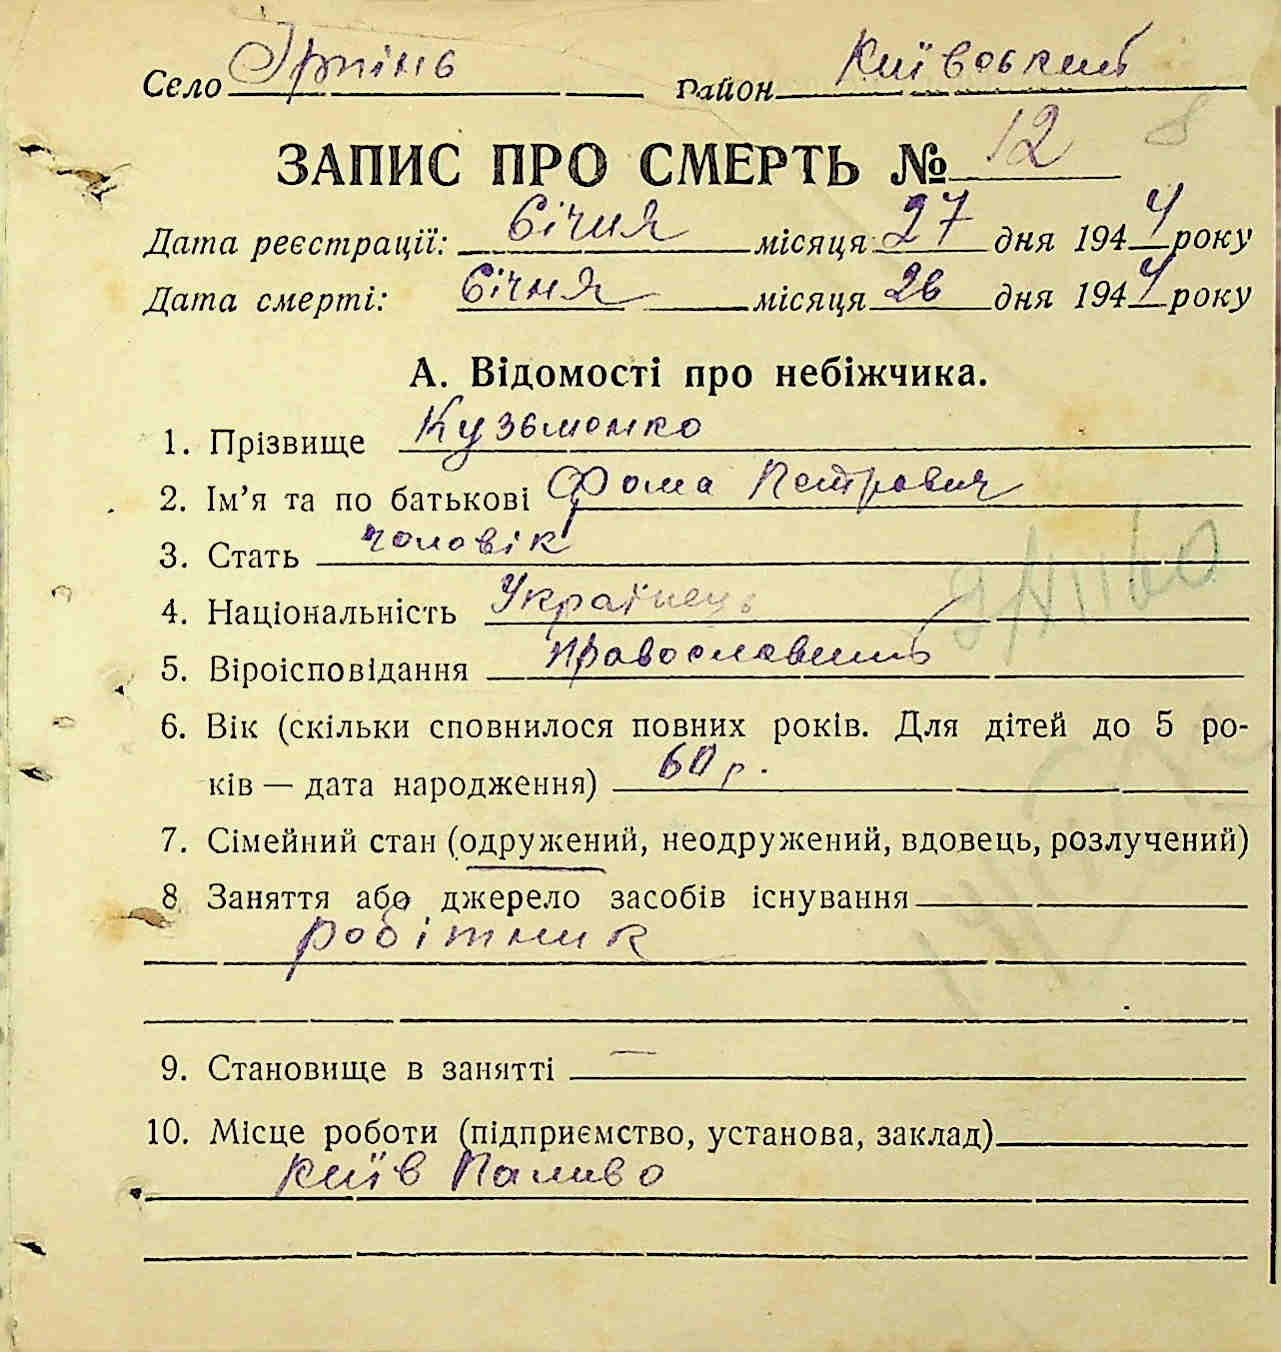 Село Ірпінь Район Київський
ЗАПИС ПРО СМЕРТЬ № 12 8
Дата реєстрації: Січня місяця 27 дня 1944 року
Дата смерті: Січня місяця 26 дня 1944 року
А. Відомості про небіжчика.
1. Прізвище Кузьменко
2. Ім'я та по батькові Фома Петрович
3. Стать чоловік
4. Національність Українець
5. Віроісповідання православний
6. Вік (скільки сповнилося повних років. Для дітей до 5 ро-
ків — дата народження) 60 р.
7. Сімейний стан (одружений, неодружений, вдовець, розлучений)
8 Заняття або джерело засобів існування
робітник
9. Становище в занятті —
10. Місце роботи (підприємство, установа, заклад)
Київ Паливо